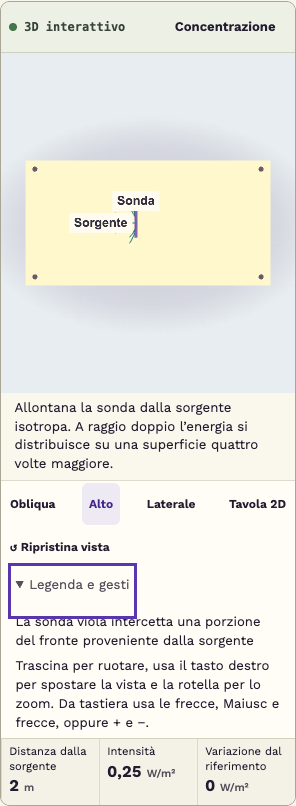 3D interattivo
Concentrazione
Sonda
Sorgente
Allontana la sonda dalla sorgente
isotropa. A raggio doppio l’energia si
distribuisce su una superficie quattro
volte maggiore.
Obliqua
Alto
Laterale
Tavola 2D
↺ Ripristina vista
▼ Legenda e gesti
La sonda viola intercetta una porzione
del fronte proveniente dalla sorgente
Trascina per ruotare, usa il tasto destro
per spostare la vista e la rotella per lo
zoom. Da tastiera usa le frecce, Maiusc e
frecce, oppure + e −.
Distanza dalla
sorgente
2 m
Intensità
0,25 W/m²
Variazione dal
riferimento
0 W/m²